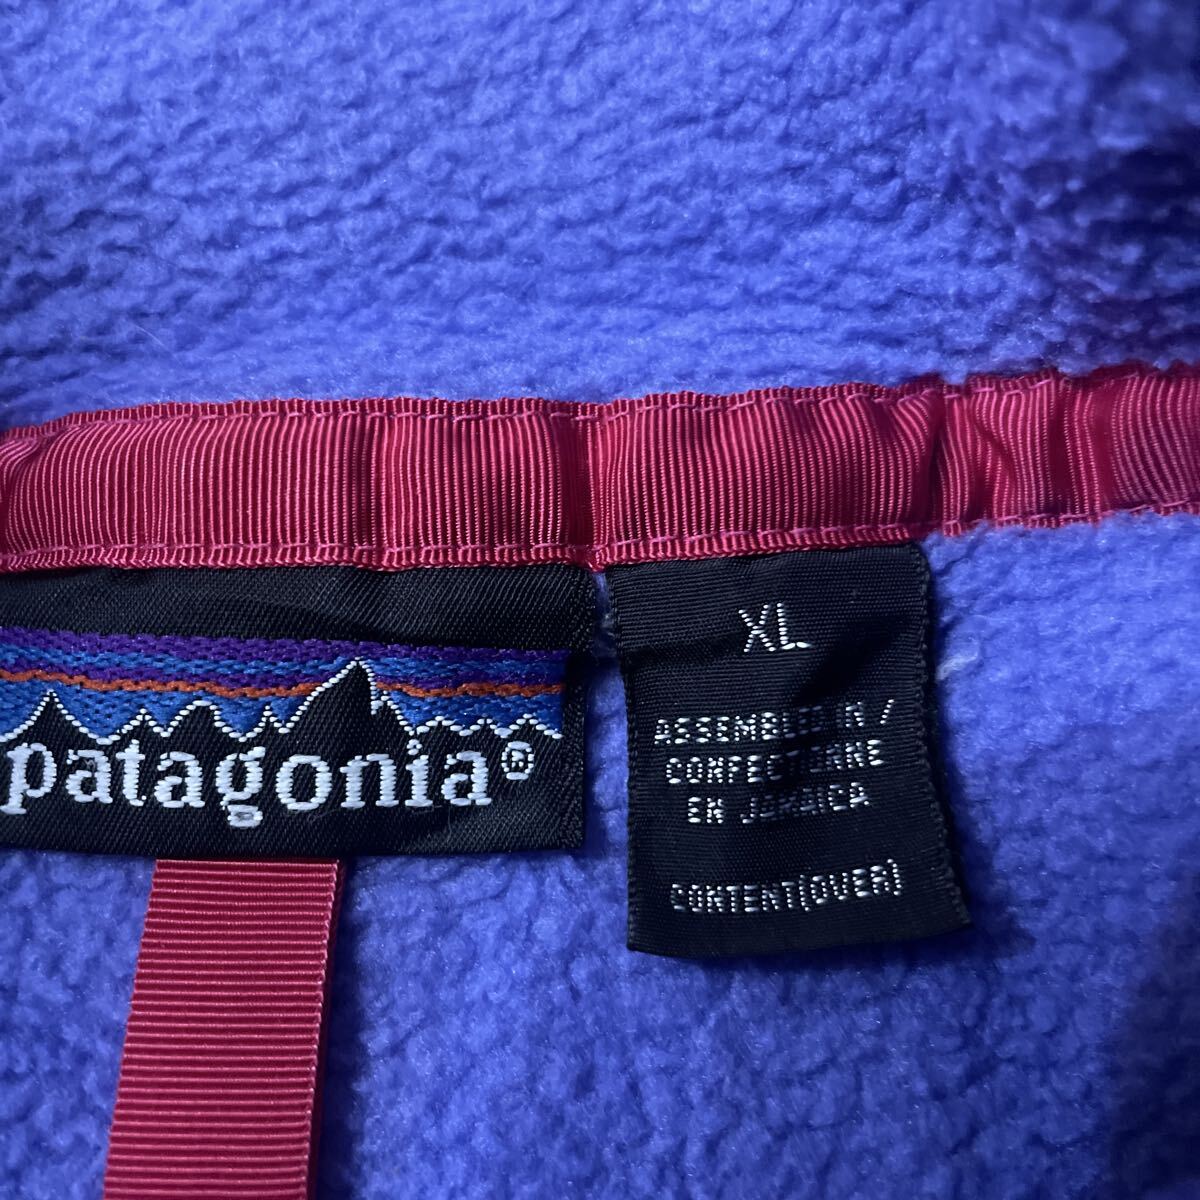 patagonia®
XL
ASSEMBLED IN /
CONFECTIONNE
EN JAMAICA
CONTENT(OVER)